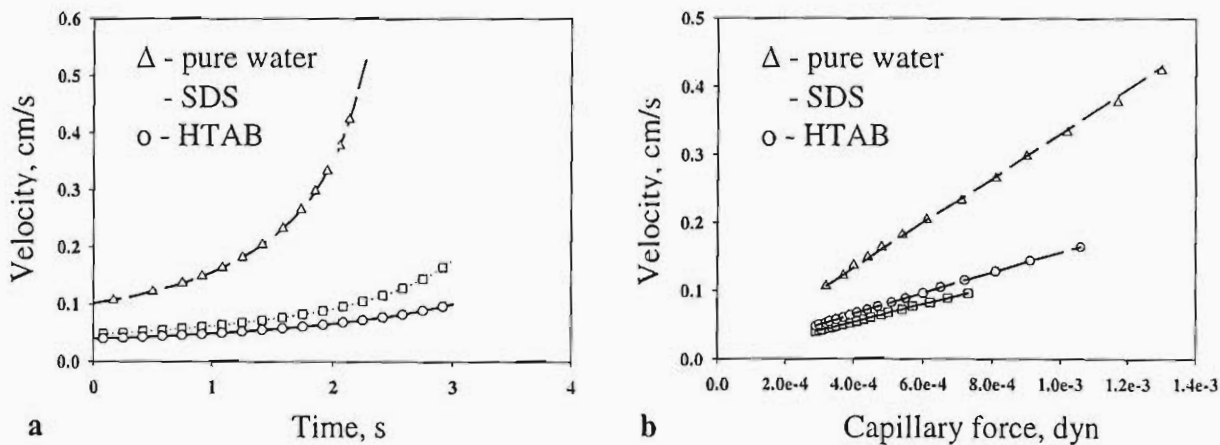 0.6
0.5
0.4
0.3
0.2
0.1
0.0
Velocity, cm/s
Δ - pure water
- SDS
o - HTAB
0
1
2
3
4
a
Time, s
0.5
0.4
0.3
0.2
0.1
0.0
Velocity, cm/s
Δ - pure water
- SDS
o - HTAB
0.0
2.0e-4
4.0e-4
6.0e-4
8.0e-4
1.0e-3
1.2e-3
1.4e-3
b
Capillary force, dyn